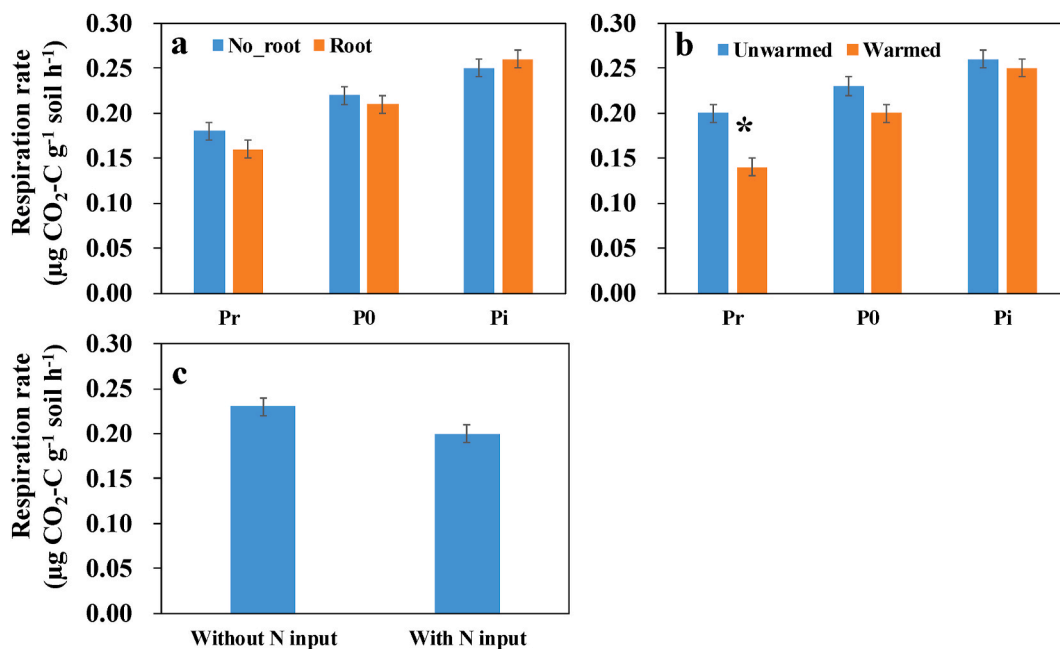 Respiration rate
(µg CO₂-C g⁻¹ soil h⁻¹)
0.30
0.25
0.20
0.15
0.10
0.05
0.00
a
No_root
Root
Pr
P0
Pi
0.30
0.25
0.20
0.15
0.10
0.05
0.00
b
Unwarmed
Warmed
*
Pr
P0
Pi
Respiration rate
(µg CO₂-C g⁻¹ soil h⁻¹)
0.30
0.25
0.20
0.15
0.10
0.05
0.00
c
Without N input
With N input